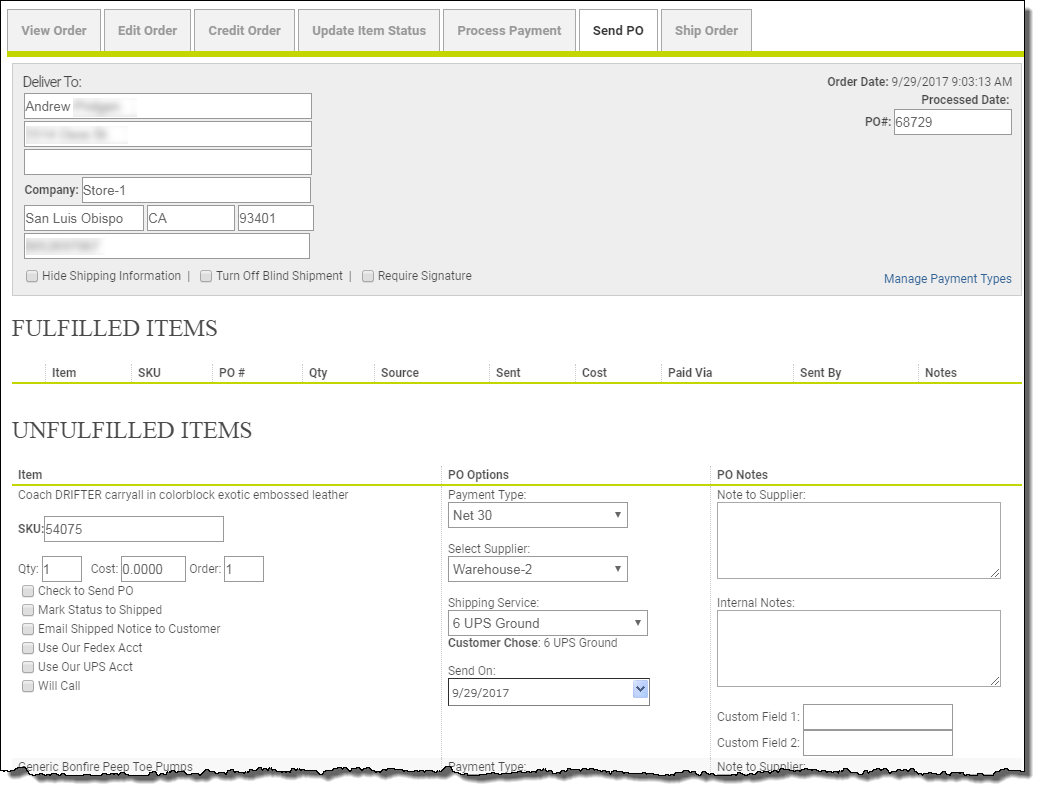 View Order Edit Order Credit Order Update Item Status Process Payment Send PO Ship Order
Deliver To:
Order Date: 9/29/2017 9:03:13 AM
Processed Date:
PO#: 68729
Andrew
Company: Store-1
San Luis Obispo CA 93401
Hide Shipping Information | Turn Off Blind Shipment | Require Signature
Manage Payment Types
FULFILLED ITEMS
Item SKU PO # Qty Source Sent Cost Paid Via Sent By Notes
UNFULFILLED ITEMS
Item PO Options PO Notes
Coach DRIFTER carryall in colorblock exotic embossed leather
SKU: 54075
Qty: 1 Cost: 0.0000 Order: 1
Check to Send PO
Mark Status to Shipped
Email Shipped Notice to Customer
Use Our Fedex Acct
Use Our UPS Acct
Will Call
Payment Type:
Net 30
Select Supplier:
Warehouse-2
Shipping Service:
6 UPS Ground
Customer Chose: 6 UPS Ground
Send On:
9/29/2017
Note to Supplier:
Internal Notes:
Custom Field 1:
Custom Field 2:
Generic Bonfire Peep Toe Pumps Payment Type: Note to Supplier: